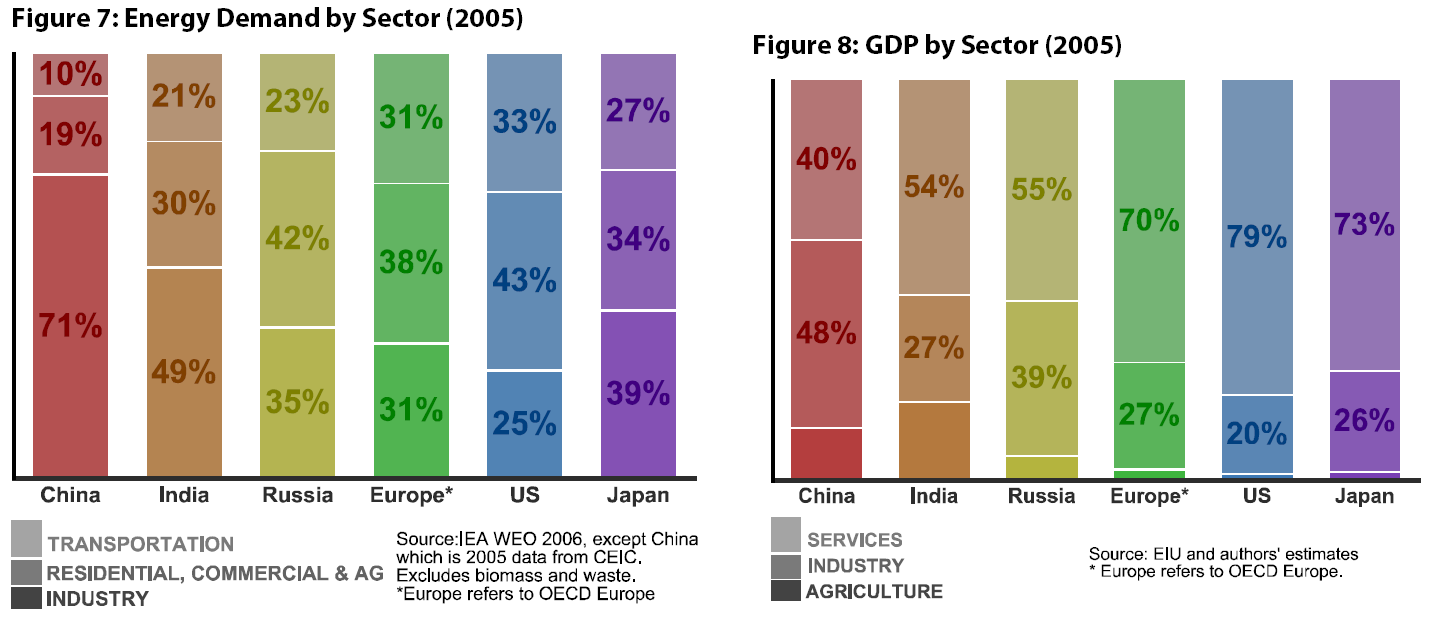 Figure 7: Energy Demand by Sector (2005)
10%
21%
23%
31%
33%
27%
19%
30%
42%
38%
43%
34%
71%
49%
35%
31%
25%
39%
China
India
Russia
Europe*
US
Japan
TRANSPORTATION
RESIDENTIAL, COMMERCIAL & AG
INDUSTRY
Source:IEA WEO 2006, except China
which is 2005 data from CEIC.
Excludes biomass and waste.
*Europe refers to OECD Europe
Figure 8: GDP by Sector (2005)
40%
54%
55%
70%
79%
73%
48%
27%
39%
27%
20%
26%
China
India
Russia
Europe*
US
Japan
SERVICES
INDUSTRY
AGRICULTURE
Source: EIU and authors' estimates
* Europe refers to OECD Europe.